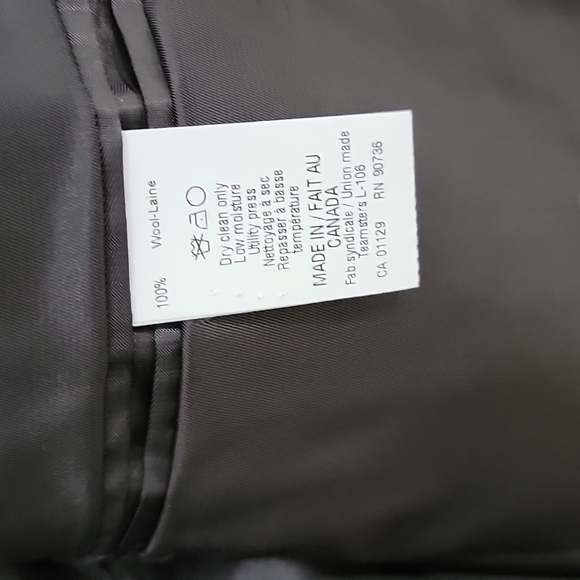 100% Wool-Laine
Dry clean only
Low moisture
Utility press
Nettoyage à sec
Repasser à basse
température
MADE IN / FAIT AU
CANADA
Fab.syndicale / Union made
Teamsters L-106
CA 01129 RN 90736